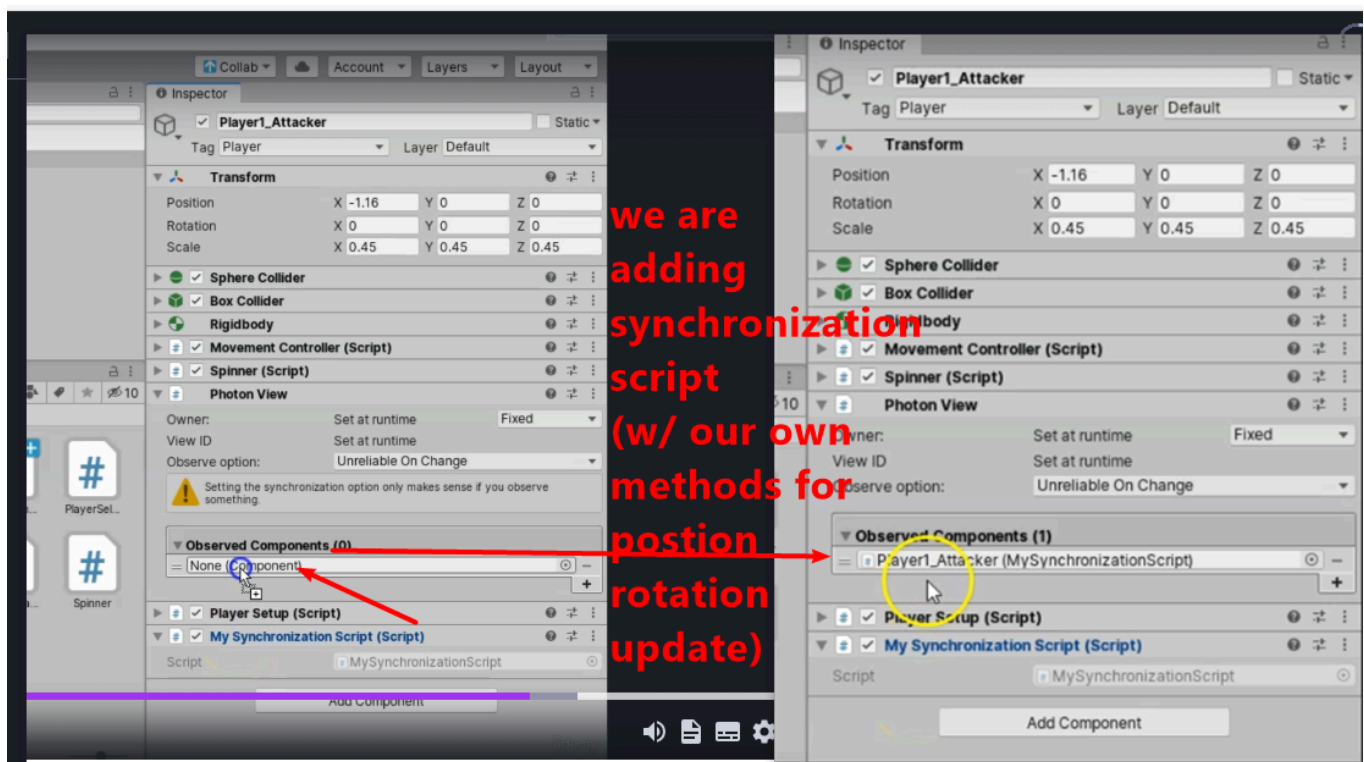 Collab
Account
Layers
Layout
Inspector
Player1_Attacker
Static
Tag Player
Layer Default
Transform
Position X -1.16 Y 0 Z 0
Rotation X 0 Y 0 Z 0
Scale X 0.45 Y 0.45 Z 0.45
Sphere Collider
Box Collider
Rigidbody
Movement Controller (Script)
Spinner (Script)
Photon View
Owner: Set at runtime Fixed
View ID Set at runtime
Observe option: Unreliable On Change
Setting the synchronization option only makes sense if you observe
something.
Observed Components (0)
None (Component)
Player Setup (Script)
My Synchronization Script (Script)
Script MySynchronizationScript
Add Component
10
PlayerSel...
Spinner
we are
adding
synchronization
script
(w/ our own
methods for
postion
rotation
update)
Inspector
Player1_Attacker
Static
Tag Player
Layer Default
Transform
Position X -1.16 Y 0 Z 0
Rotation X 0 Y 0 Z 0
Scale X 0.45 Y 0.45 Z 0.45
Sphere Collider
Box Collider
Rigidbody
Movement Controller (Script)
Spinner (Script)
10
Photon View
Owner: Set at runtime Fixed
View ID Set at runtime
Observe option: Unreliable On Change
Observed Components (1)
Player1_Attacker (MySynchronizationScript)
Player Setup (Script)
My Synchronization Script (Script)
Script MySynchronizationScript
Add Component